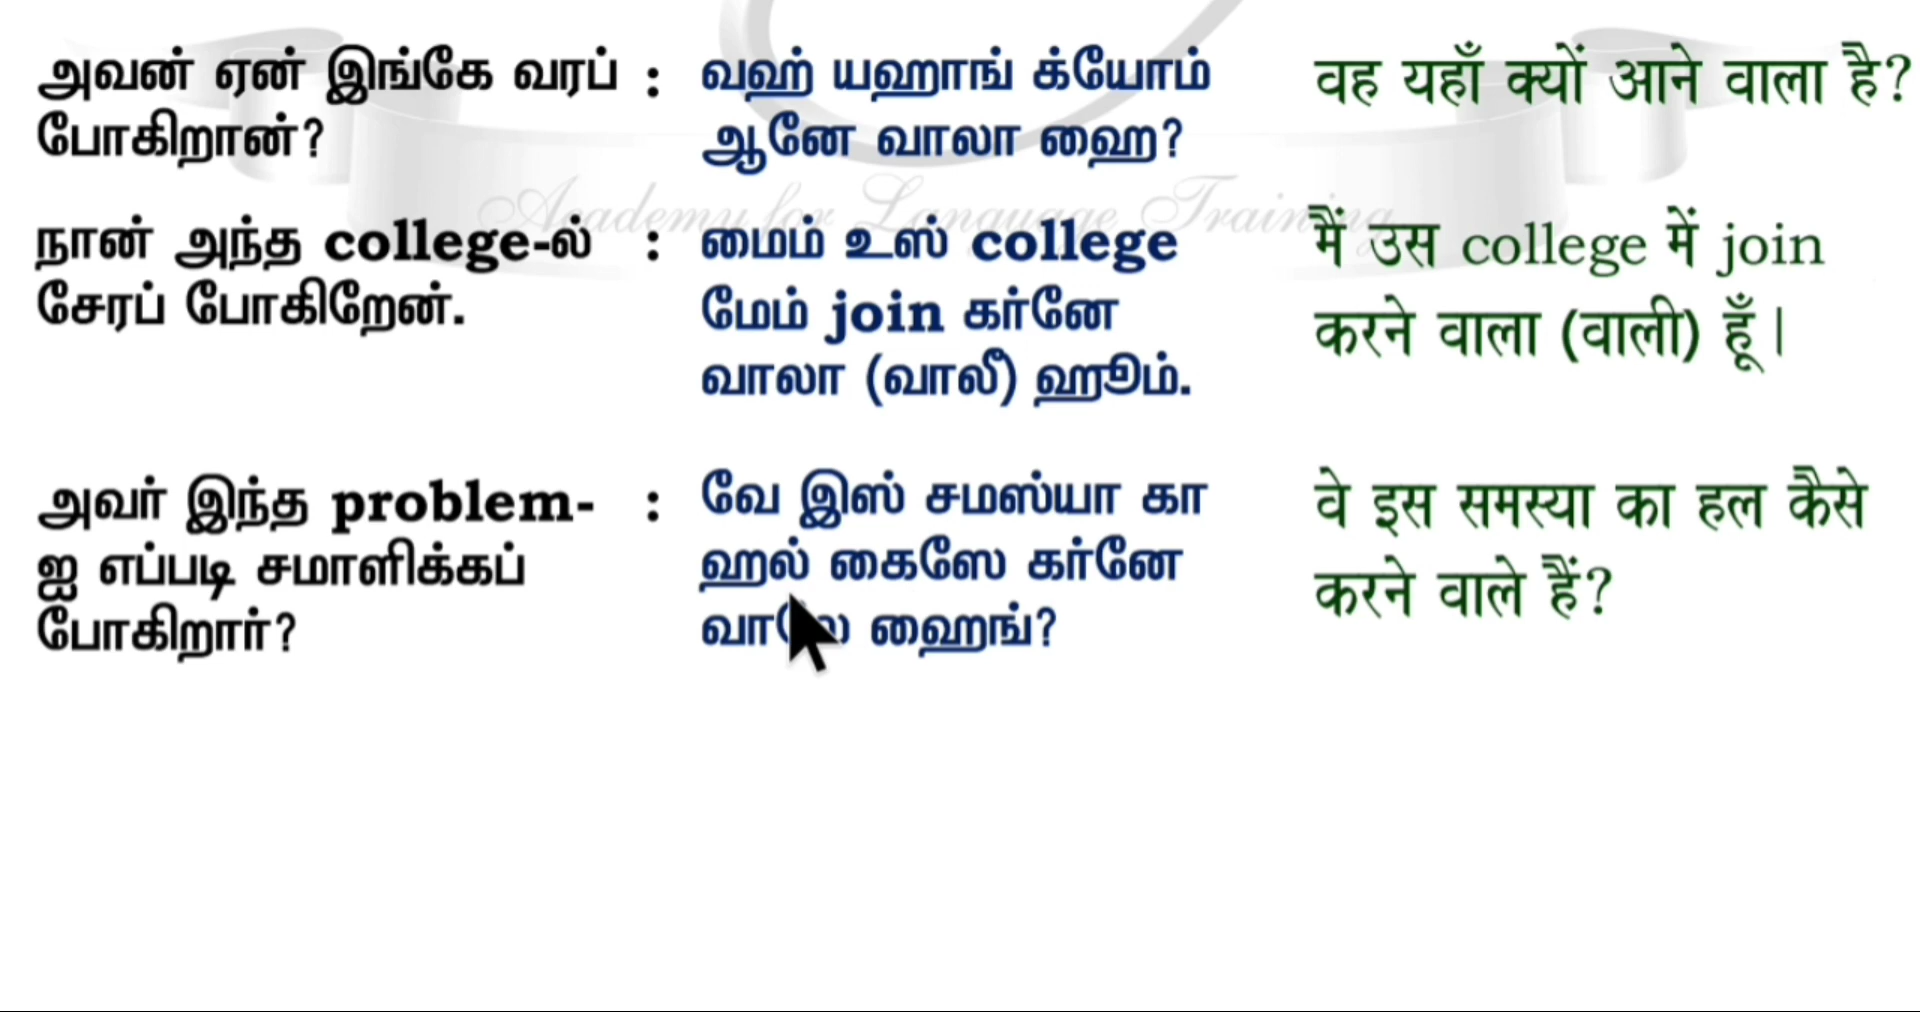 அவன் ஏன் இங்கே வரப் : வஹ் யஹாங் க்யோம் वह यहाँ क्यों आने वाला है?
போகிறான்? ஆனே வாலா ஹை?
Academy for Language Training
நான் அந்த college-ல் : மைம் உஸ் college मैं उस college में join
சேரப் போகிறேன். மேம் join கர்னே करने वाला (वाली) हूँ।
வாலா (வாலீ) ஹூம்.
அவர் இந்த problem- : வே இஸ் சமஸ்யா கா वे इस समस्या का हल कैसे
ஐ எப்படி சமாளிக்கப் ஹல் கைஸே கர்னே करने वाले हैं?
போகிறார்? வாலே ஹைங்?